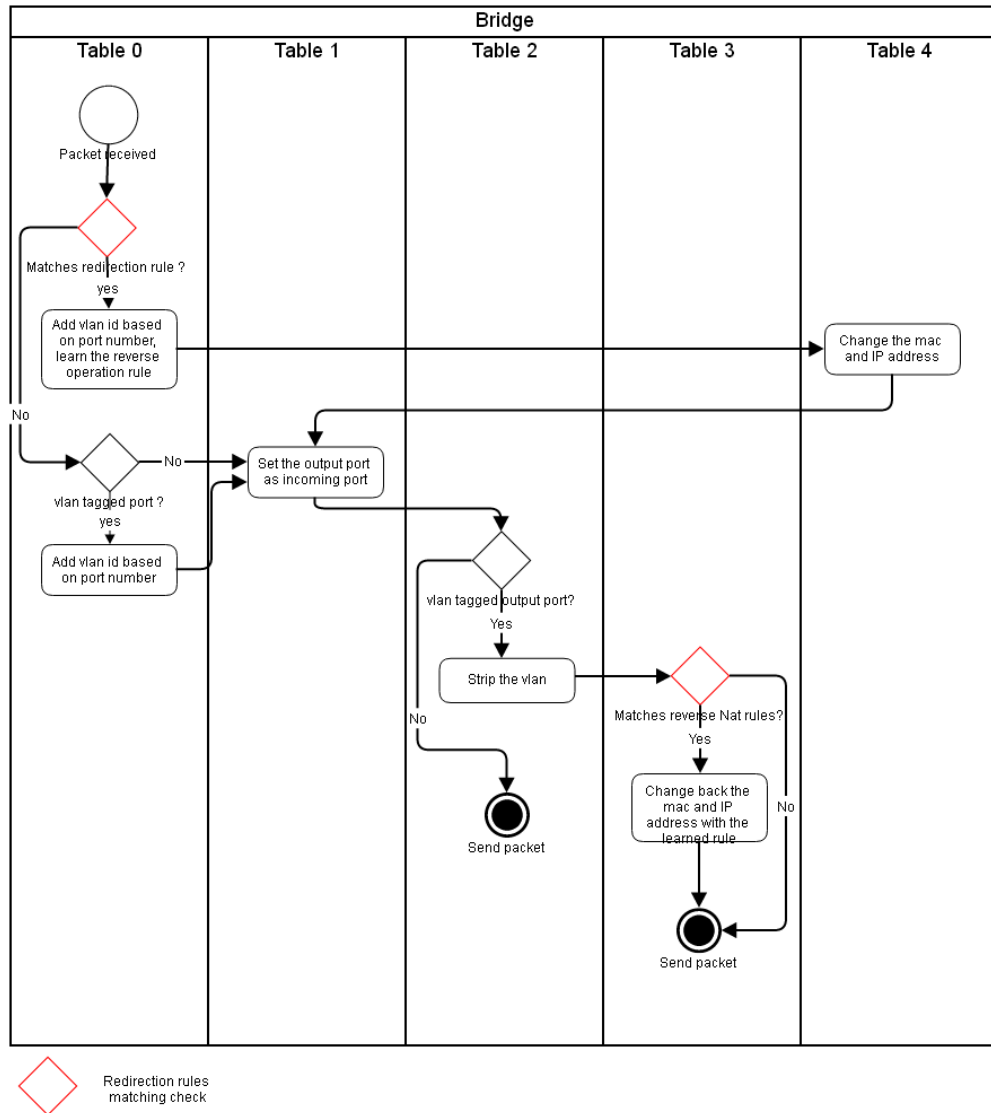 Bridge
Table 0
Table 1
Table 2
Table 3
Table 4
Packet received
Matches redirection rule ?
yes
Add vlan id based
on port number,
learn the reverse
operation rule
Change the mac
and IP address
No
No
Set the output port
as incoming port
vlan tagged port ?
yes
Add vlan id based
on port number
vlan tagged output port?
Yes
Strip the vlan
No
Matches reverse Nat rules?
Yes
Change back the
mac and IP
address with the
learned rule
No
Send packet
Send packet
Redirection rules
matching check